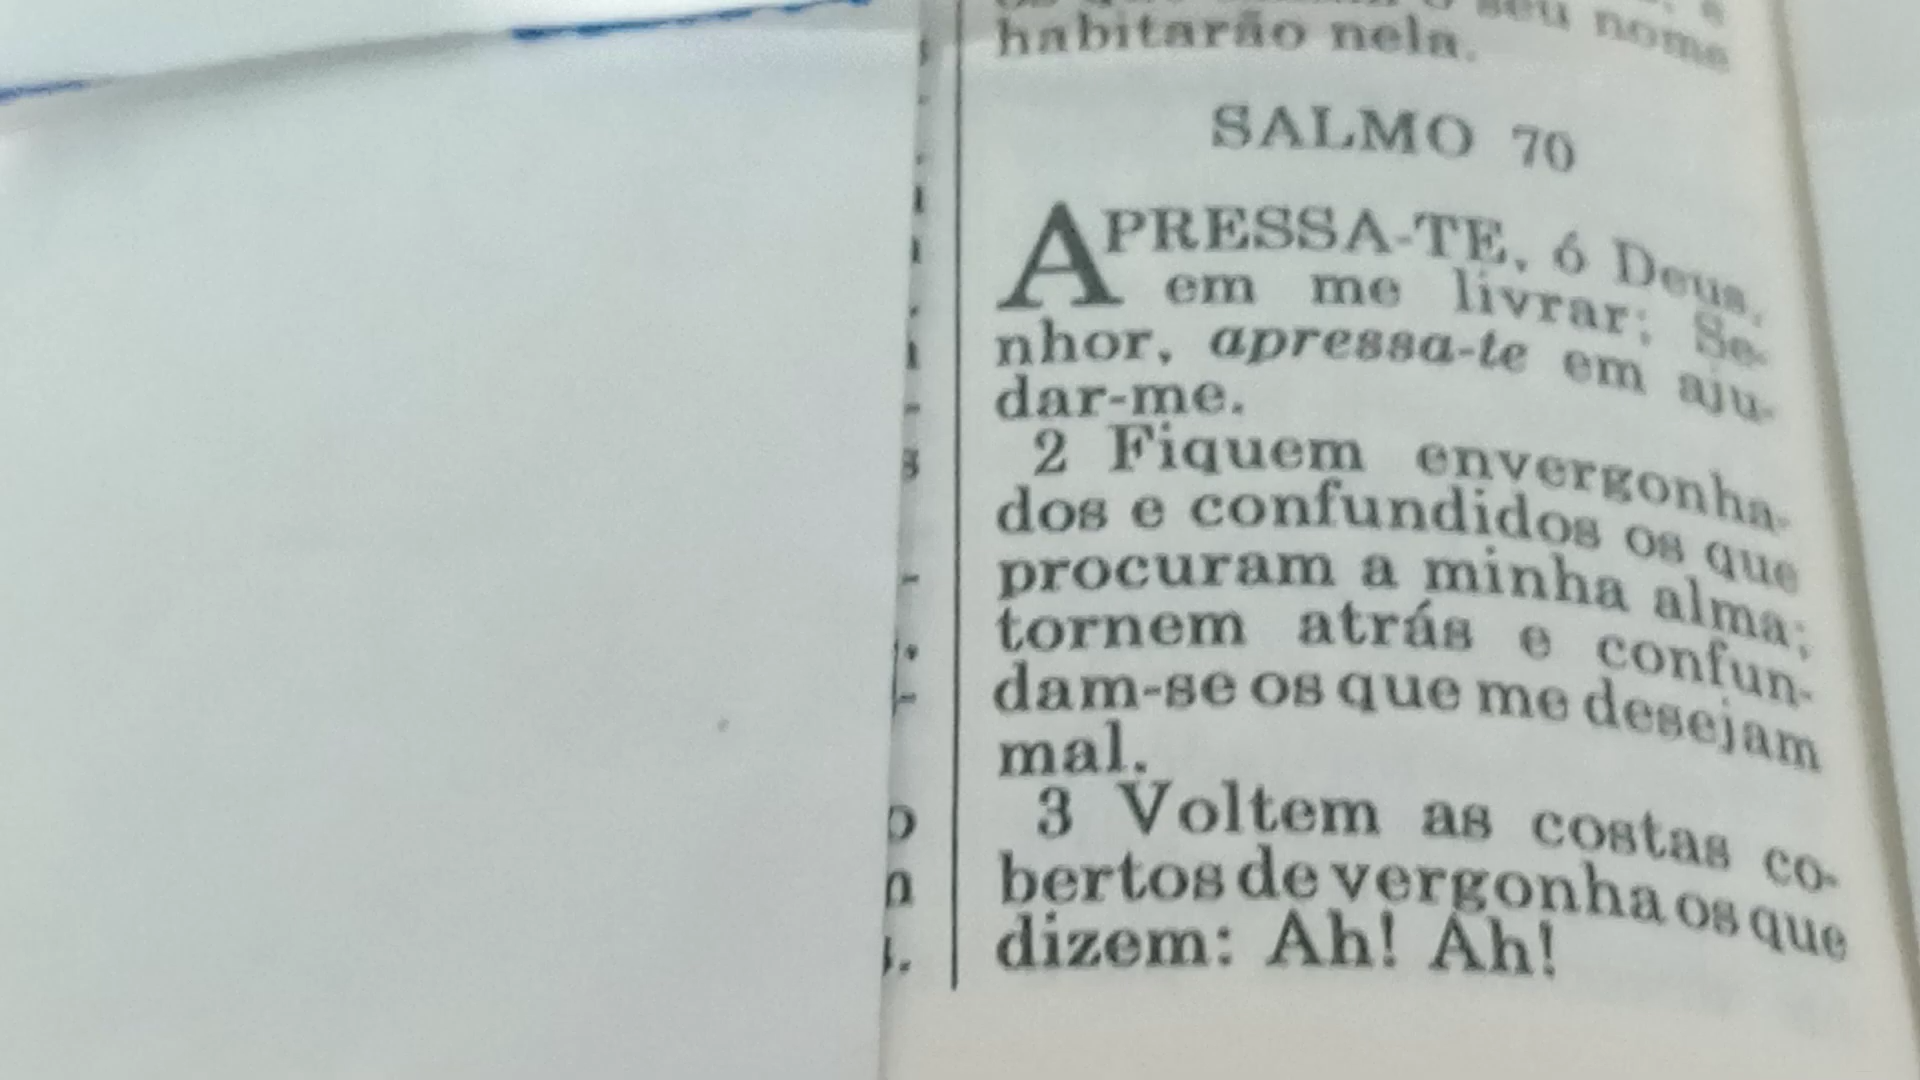 seu nome
habitarão nela.
SALMO 70
APRESSA-TE, ó Deus,
em me livrar; Se-
nhor, apressa-te em aju-
dar-me.
2 Fiquem envergonha-
dos e confundidos os que
procuram a minha alma;
tornem atrás e confun-
dam-se os que me desejam
mal.
3 Voltem as costas co-
bertos de vergonha os que
dizem: Ah! Ah!